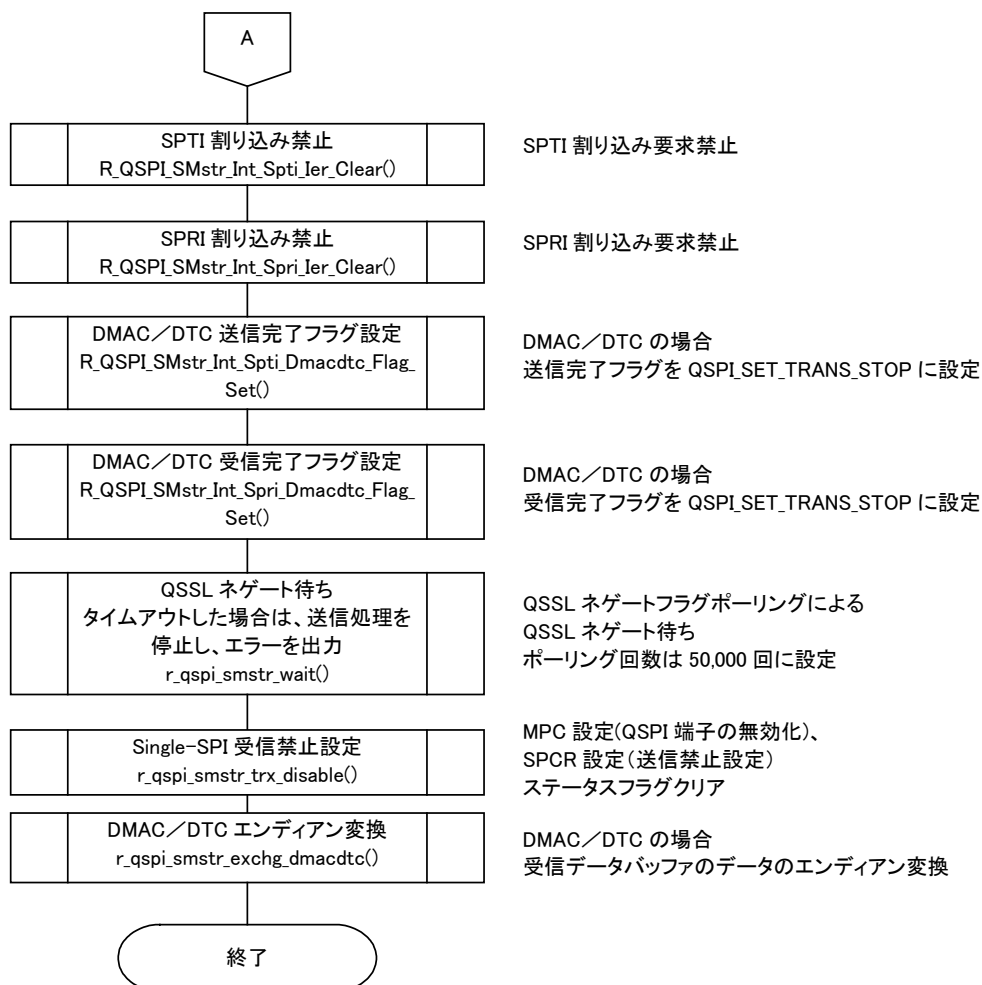 A
SPTI 割り込み禁止
R_QSPI_SMstr_Int_Spti_Ier_Clear()
SPTI 割り込み要求禁止
SPRI 割り込み禁止
R_QSPI_SMstr_Int_Spri_Ier_Clear()
SPRI 割り込み要求禁止
DMAC/DTC 送信完了フラグ設定
R_QSPI_SMstr_Int_Spti_Dmacdtc_Flag_
Set()
DMAC/DTC の場合
送信完了フラグを QSPI_SET_TRANS_STOP に設定
DMAC/DTC 受信完了フラグ設定
R_QSPI_SMstr_Int_Spri_Dmacdtc_Flag_
Set()
DMAC/DTC の場合
受信完了フラグを QSPI_SET_TRANS_STOP に設定
QSSL ネゲート待ち
タイムアウトした場合は、送信処理を
停止し、エラーを出力
r_qspi_smstr_wait()
QSSL ネゲートフラグポーリングによる
QSSL ネゲート待ち
ポーリング回数は 50,000 回に設定
Single-SPI 受信禁止設定
r_qspi_smstr_trx_disable()
MPC 設定(QSPI 端子の無効化)、
SPCR 設定(送信禁止設定)
ステータスフラグクリア
DMAC/DTC エンディアン変換
r_qspi_smstr_exchg_dmacdtc()
DMAC/DTC の場合
受信データバッファのデータのエンディアン変換
終了